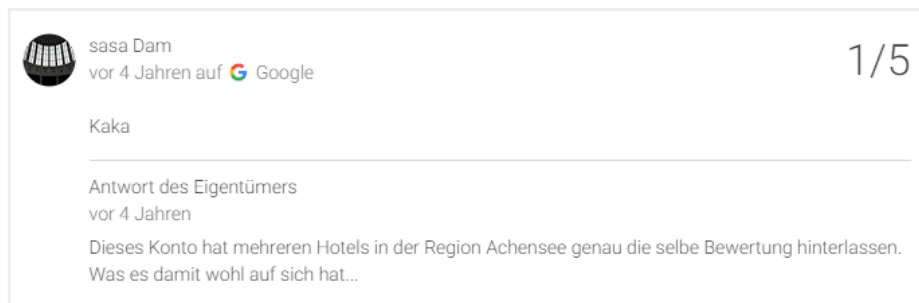 sasa Dam
vor 4 Jahren auf Google
1/5
Kaka
Antwort des Eigentümers
vor 4 Jahren
Dieses Konto hat mehreren Hotels in der Region Achensee genau die selbe Bewertung hinterlassen.
Was es damit wohl auf sich hat...